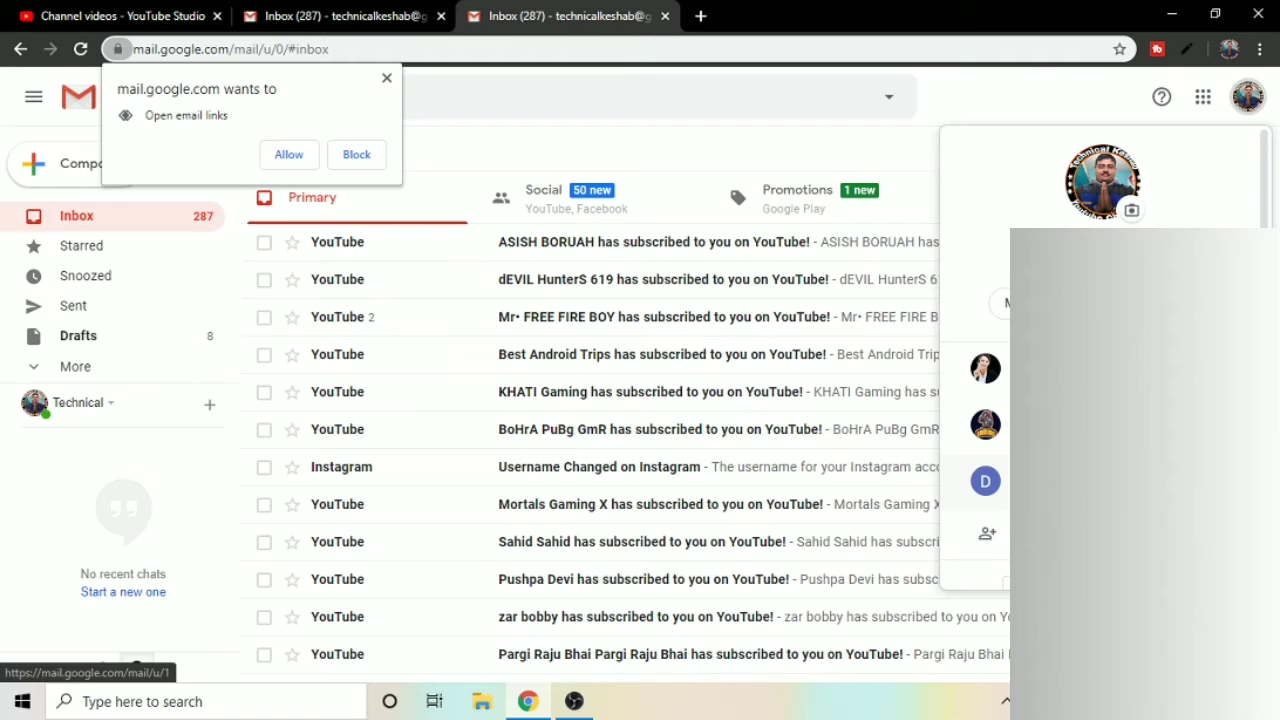 Channel videos - YouTube Studio
Inbox (287) - technicalkeshab@g
Inbox (287) - technicalkeshab@g
mail.google.com/mail/u/0/#inbox
mail.google.com wants to
Open email links
Allow
Block
Primary
Social 50 new
YouTube, Facebook
Promotions 1 new
Google Play
Inbox 287
Starred
Snoozed
Sent
Drafts 8
More
Technical
No recent chats
Start a new one
YouTube ASISH BORUAH has subscribed to you on YouTube! - ASISH BORUAH has
YouTube dEVIL HunterS 619 has subscribed to you on YouTube! - dEVIL HunterS 6
YouTube 2 Mr• FREE FIRE BOY has subscribed to you on YouTube! - Mr• FREE FIRE B
YouTube Best Android Trips has subscribed to you on YouTube! - Best Android Trip
YouTube KHATI Gaming has subscribed to you on YouTube! - KHATI Gaming has s
YouTube BoHrA PuBg GmR has subscribed to you on YouTube! - BoHrA PuBg GmR
Instagram Username Changed on Instagram - The username for your Instagram acc
YouTube Mortals Gaming X has subscribed to you on YouTube! - Mortals Gaming X
YouTube Sahid Sahid has subscribed to you on YouTube! - Sahid Sahid has subscri
YouTube Pushpa Devi has subscribed to you on YouTube! - Pushpa Devi has subsc
YouTube zar bobby has subscribed to you on YouTube! - zar bobby has subscribed to you on Y
YouTube Pargi Raju Bhai Pargi Raju Bhai has subscribed to you on YouTube! - Pargi Raju Bhai
D
https://mail.google.com/mail/u/1
Type here to search